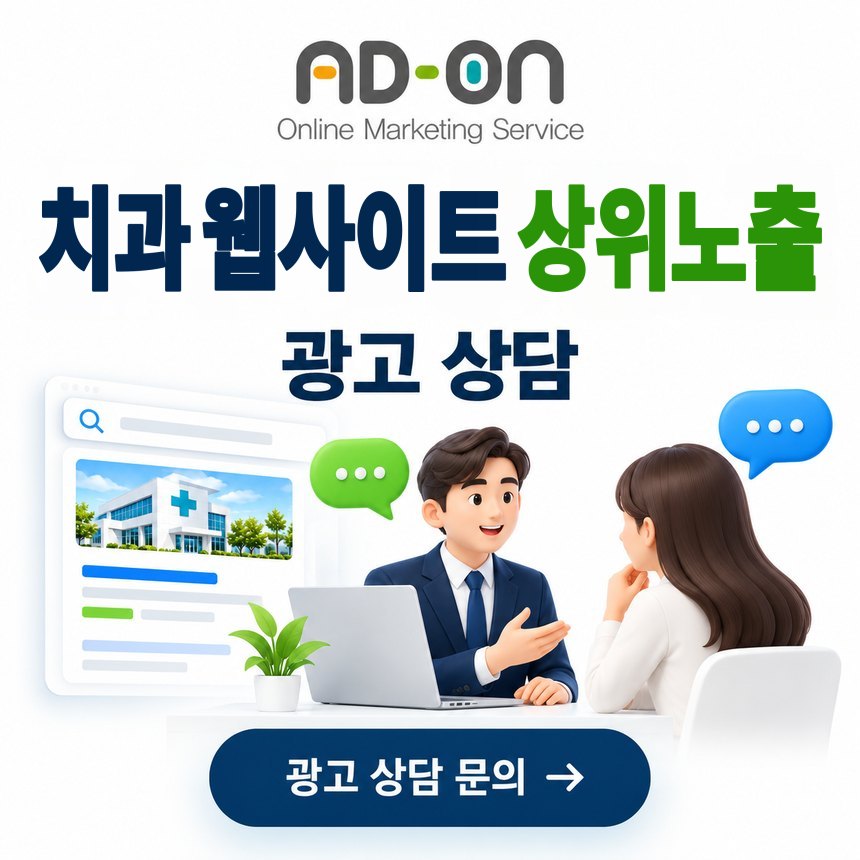 AD-ON
Online Marketing Service
치과 웹사이트 상위노출
광고 상담
광고 상담 문의 →